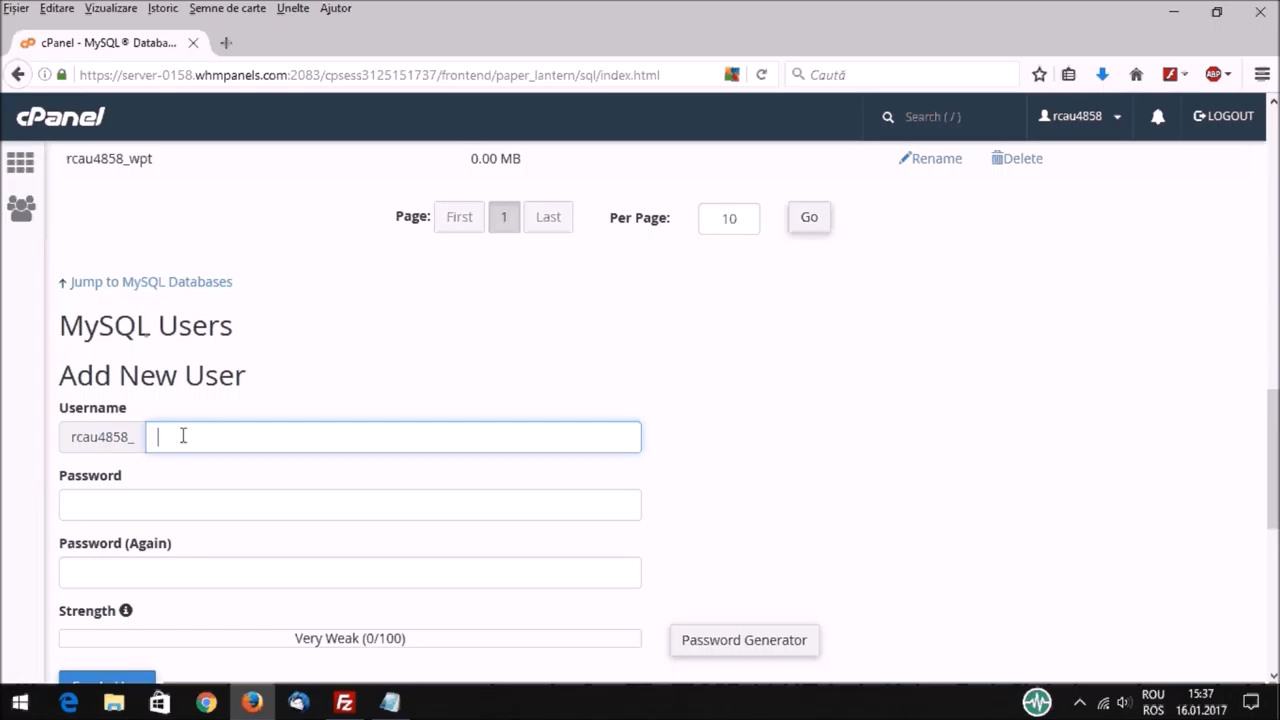 Fișier Editare Vizualizare Istoric Semne de carte Unelte Ajutor
cPanel - MySQL® Databa...
https://server-0158.whmpanels.com:2083/cpsess3125151737/frontend/paper_lantern/sql/index.html
Caută
ABP
cPanel
Search ( / )
rcau4858
LOGOUT
rcau4858_wpt 0.00 MB Rename Delete
Page: First 1 Last Per Page: 10 Go
Jump to MySQL Databases
MySQL Users
Add New User
Username
rcau4858_
Password
Password (Again)
Strength
Very Weak (0/100)
Password Generator
ROU 15:37
ROS 16.01.2017